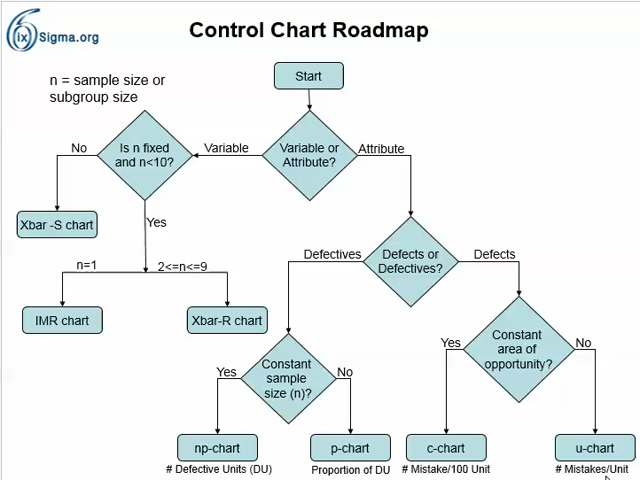 6ixSigma.org
Control Chart Roadmap
n = sample size or
subgroup size
Start
Variable or
Attribute?
Variable
Attribute
Is n fixed
and n<10?
No
Yes
Xbar -S chart
n=1
2<=n<=9
IMR chart
Xbar-R chart
Defects or
Defectives?
Defectives
Defects
Constant
sample
size (n)?
Yes
No
Constant
area of
opportunity?
Yes
No
np-chart
p-chart
c-chart
u-chart
# Defective Units (DU)
Proportion of DU
# Mistake/100 Unit
# Mistakes/Unit